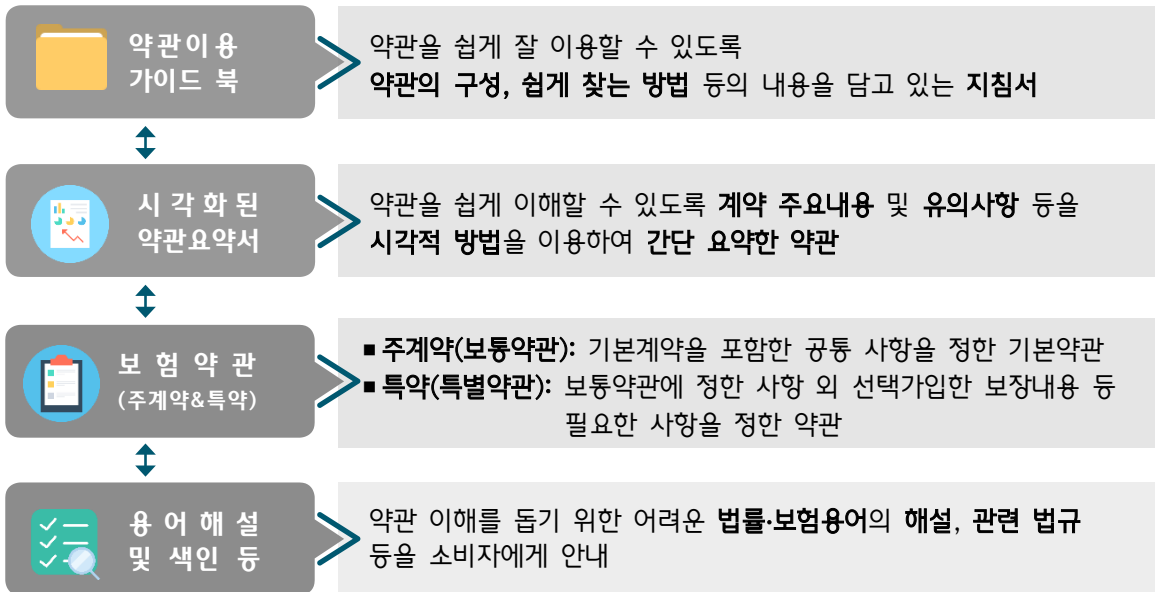 약관이용
가이드 북
약관을 쉽게 잘 이용할 수 있도록
약관의 구성, 쉽게 찾는 방법 등의 내용을 담고 있는 지침서
시각화된
약관요약서
약관을 쉽게 이해할 수 있도록 계약 주요내용 및 유의사항 등을
시각적 방법을 이용하여 간단 요약한 약관
보험약관
(주계약&특약)
▪주계약(보통약관): 기본계약을 포함한 공통 사항을 정한 기본약관
▪특약(특별약관): 보통약관에 정한 사항 외 선택가입한 보장내용 등
필요한 사항을 정한 약관
용어해설
및 색인 등
약관 이해를 돕기 위한 어려운 법률·보험용어의 해설, 관련 법규
등을 소비자에게 안내